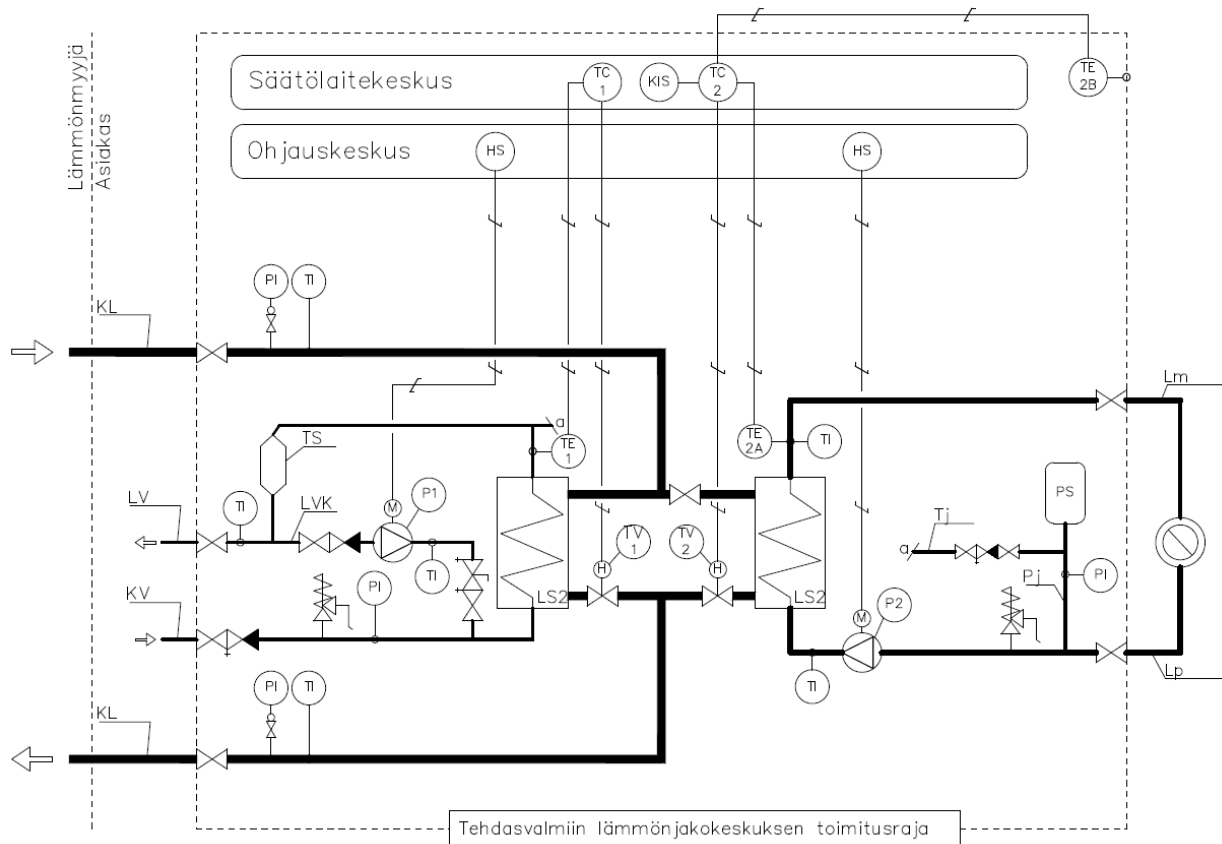 TE
2B
Säätölaitekeskus
TC
1
KIS
TC
2
Ohjauskeskus
HS
HS
Lämmönmyyjä
Asiakas
PI
TI
KL
Lm
a
TS
TE
1
TE
2A
TI
PS
LV
TI
LVK
M
P1
TV
1
TV
2
Tj
a
TI
H
H
Pj
PI
KV
PI
LS2
LS2
M
P2
TI
Lp
KL
PI
TI
Tehdasvalmiin lämmönjakokeskuksen toimitusraja